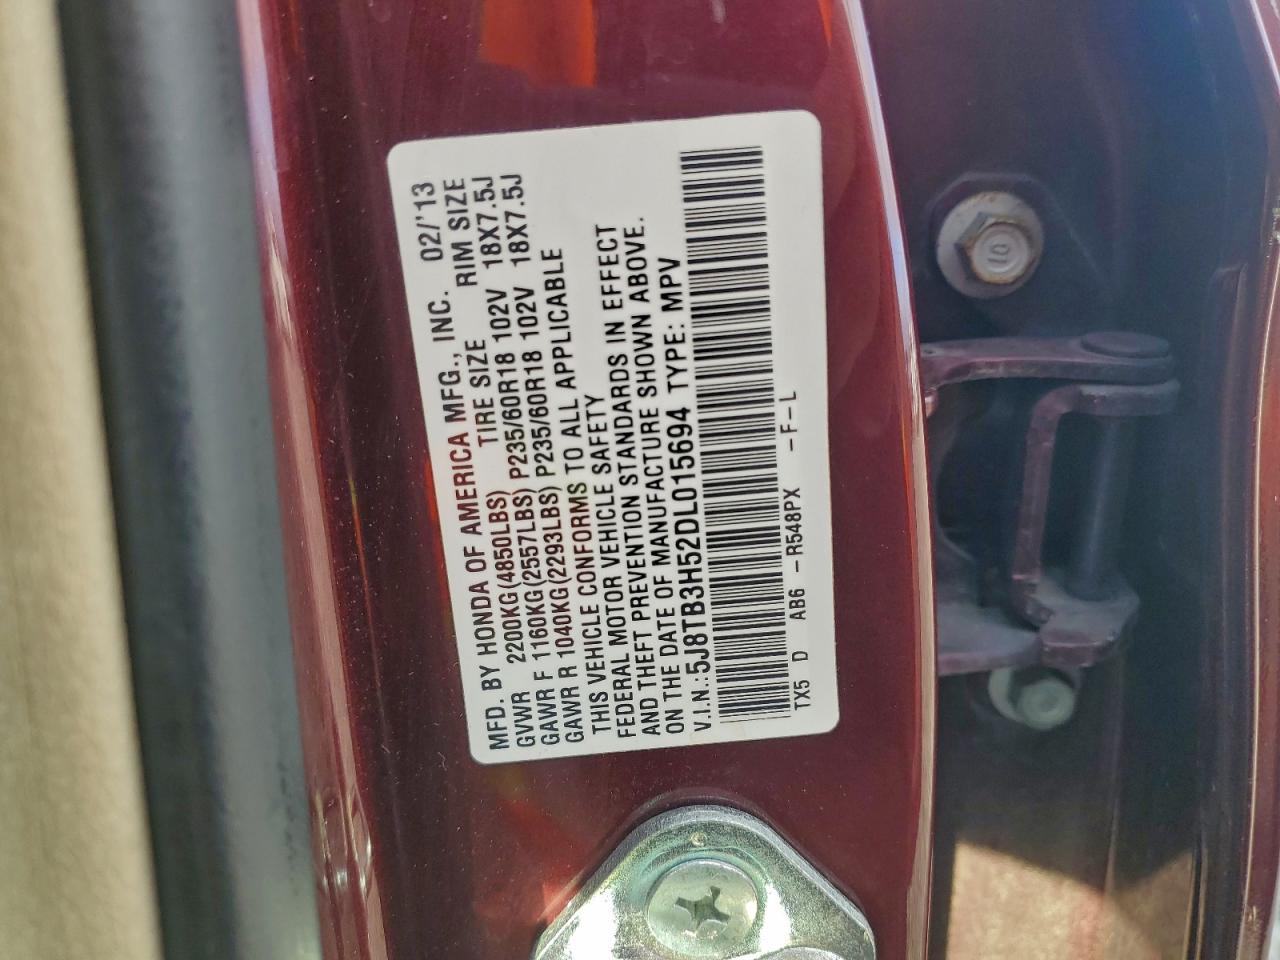 MFD. BY HONDA OF AMERICA MFG., INC. 02/'13
GVWR 2200KG(4850LBS) TIRE SIZE RIM SIZE
GAWR F 1160KG(2557LBS) P235/60R18 102V 18X7.5J
GAWR R 1040KG(2293LBS) P235/60R18 102V 18X7.5J
THIS VEHICLE CONFORMS TO ALL APPLICABLE
FEDERAL MOTOR VEHICLE SAFETY
AND THEFT PREVENTION STANDARDS IN EFFECT
ON THE DATE OF MANUFACTURE SHOWN ABOVE.
V.I.N.:5J8TB3H52DL015694 TYPE: MPV
TX5 D AB6 -R548PX -F-L
10